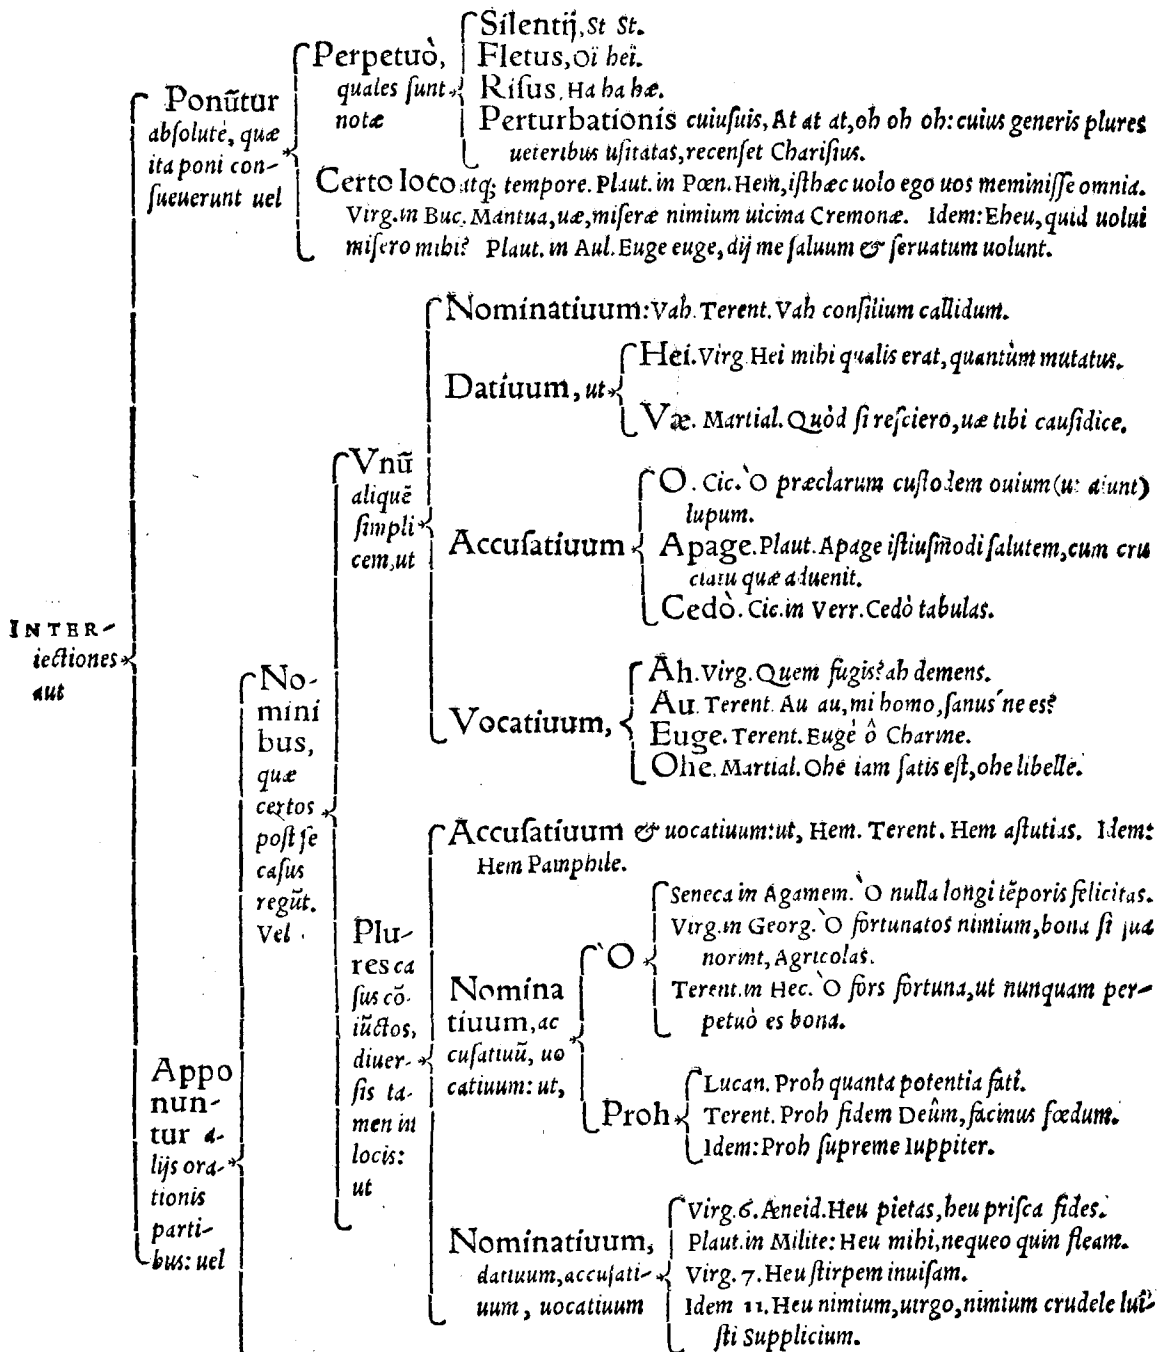 INTER-
iectiones
aut
Ponũtur
absolutè, quæ
ita poni con-
sueuerunt uel
Perpetuò,
quales sunt
notæ
Silentij, St St.
Fletus, Oï heï.
Risus. Ha ha hæ.
Perturbationis cuiusuis, At at at, oh oh oh: cuius generis plures
ueteribus usitatas, recenset Charisius.
Certo loco atq; tempore. Plaut. in Pœn. Hem, isthæc uolo ego uos meminisse omnia.
Virg. in Buc. Mantua, uæ, miseræ nimium uicina Cremonæ. Idem: Eheu, quid uolui
misero mihi? Plaut. in Aul. Euge euge, dij me saluum & seruatum uolunt.
Appo
nun-
tur a-
lijs ora-
tionis
parti-
bus: uel
No-
mini
bus,
quæ
certos
post se
casus
regũt.
Vel
Vnũ
aliquẽ
simpli
cem, ut
Nominatiuum: Vah. Terent. Vah consilium callidum.
Datiuum, ut
Hei. Virg. Hei mihi qualis erat, quantùm mutatus.
Væ. Martial. Quòd si resciero, uæ tibi causidice.
Accusatiuum
O. Cic. Ò præclarum custodem ouium (ut aiunt)
lupum.
Apage. Plaut. Apage istiusmõdi salutem, cum cru
ciatu quæ aduenit.
Cedò. Cic. in Verr. Cedò tabulas.
Vocatiuum,
Ah. Virg. Quem fugis? ah demens.
Au. Terent. Au au, mi homo, sanus´ne es?
Euge. Terent. Eugè ô Charme.
Ohe. Martial. Ohe iam satis est, ohe libelle.
Plu-
res ca
sus cõ-
iũctos,
diuer-
sis ta-
men in
locis:
ut
Accusatiuum & uocatiuum: ut, Hem. Terent. Hem astutias. Idem:
Hem Pamphile.
Nomina
tiuum, ac
cusatiuũ, uo
catiuum: ut,
Ò
Seneca in Agamem. Ò nulla longi tẽporis felicitas.
Virg. in Georg. Ò fortunatos nimium, bona si sua
norint, Agricolas.
Terent. in Hec. Ò fors fortuna, ut nunquam per-
petuò es bona.
Proh
Lucan. Proh quanta potentia fati.
Terent. Proh fidem Deûm, facinus fœdum.
Idem: Proh supreme Iuppiter.
Nominatiuum,
datiuum, accusati-
uum, uocatiuum
Virg. 6. Æneid. Heu pietas, heu prisca fides.
Plaut. in Milite: Heu mihi, nequeo quin fleam.
Virg. 7. Heu stirpem inuisam.
Idem 11. Heu nimium, uirgo, nimium crudele lui-
sti Supplicium.